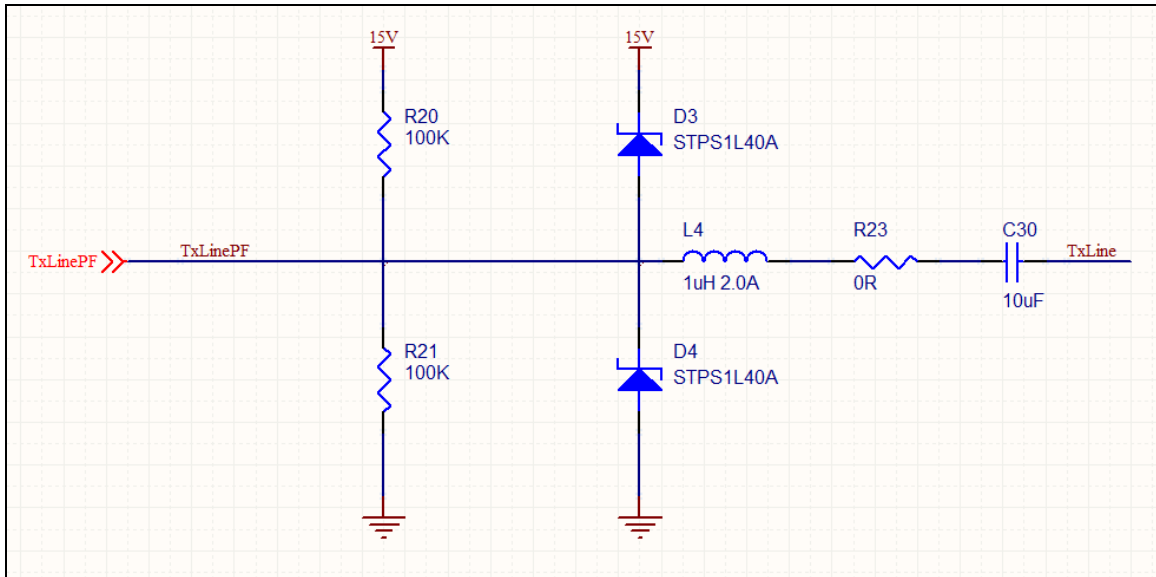 15V
15V
R20
100K
D3
STPS1L40A
TxLinePF
TxLinePF
L4
1uH 2.0A
R23
0R
C30
10uF
TxLine
R21
100K
D4
STPS1L40A